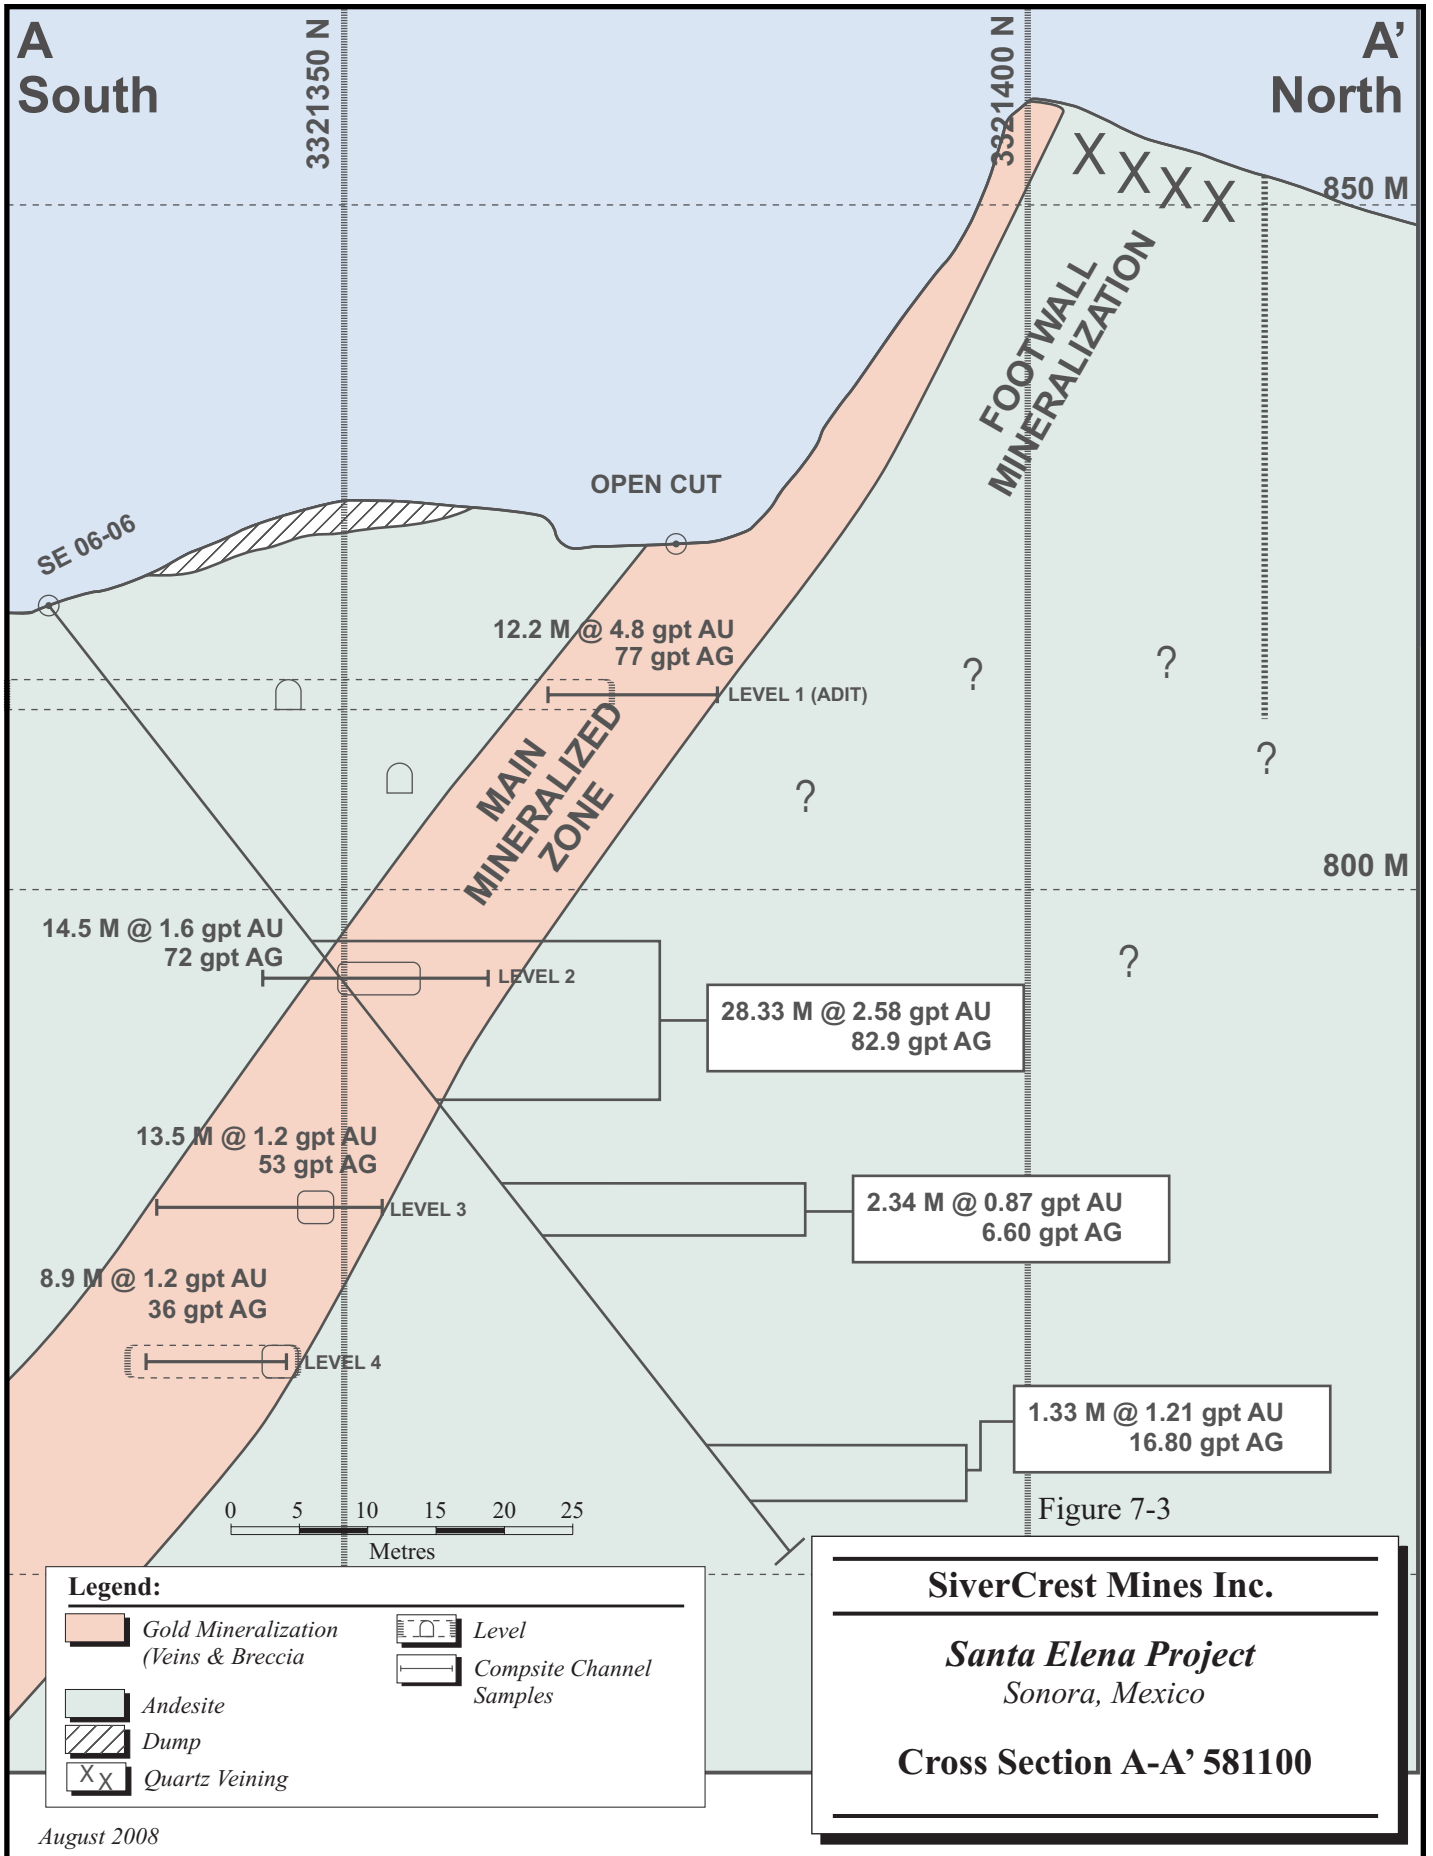 A
South
3321350 N
3321400 N
A’
North
850 M
FOOTWALL
MINERALIZATION
OPEN CUT
SE 06-06
12.2 M @ 4.8 gpt AU
77 gpt AG
LEVEL 1 (ADIT)
MAIN
MINERALIZED
ZONE
?
?
?
?
800 M
14.5 M @ 1.6 gpt AU
72 gpt AG
LEVEL 2
?
28.33 M @ 2.58 gpt AU
82.9 gpt AG
13.5 M @ 1.2 gpt AU
53 gpt AG
LEVEL 3
2.34 M @ 0.87 gpt AU
6.60 gpt AG
8.9 M @ 1.2 gpt AU
36 gpt AG
LEVEL 4
1.33 M @ 1.21 gpt AU
16.80 gpt AG
0 5 10 15 20 25
Metres
Figure 7-3
Legend:
Gold Mineralization
(Veins & Breccia
Andesite
Dump
X X
Quartz Veining
Level
Compsite Channel
Samples
SiverCrest Mines Inc.
Santa Elena Project
Sonora, Mexico
Cross Section A-A’ 581100
August 2008
X X X X